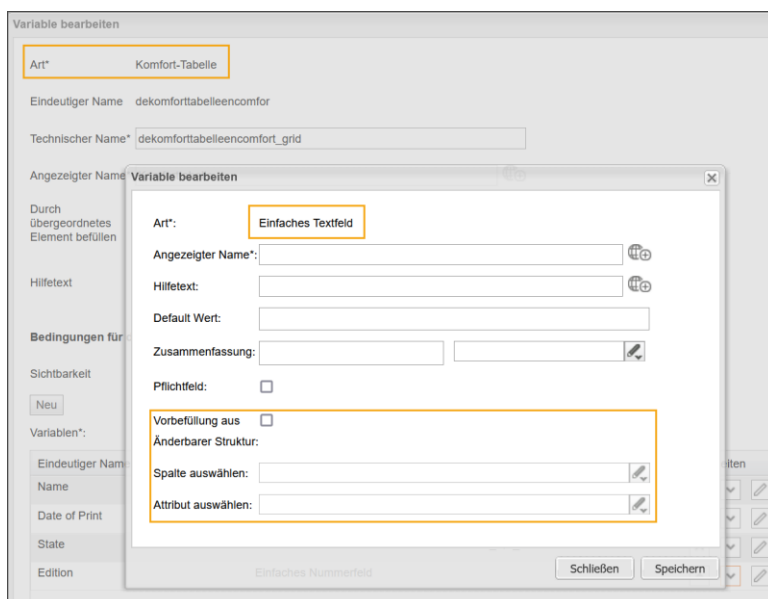 Variable bearbeiten
Art* Komfort-Tabelle
Eindeutiger Name dekomforttabelleencomfor
Technischer Name* dekomforttabelleencomfort_grid
Angezeigter Name
Durch
übergeordnetes
Element befüllen
Hilfetext
Bedingungen für
Sichtbarkeit
Neu
Variablen*:
Eindeutiger Nam
Name
Date of Print
State
Edition Einfaches Nummerfeld
iten
Variable bearbeiten
Art*: Einfaches Textfeld
Angezeigter Name*:
Hilfetext:
Default Wert:
Zusammenfassung:
Pflichtfeld:
Vorbefüllung aus
Änderbarer Struktur:
Spalte auswählen:
Attribut auswählen:
Schließen Speichern